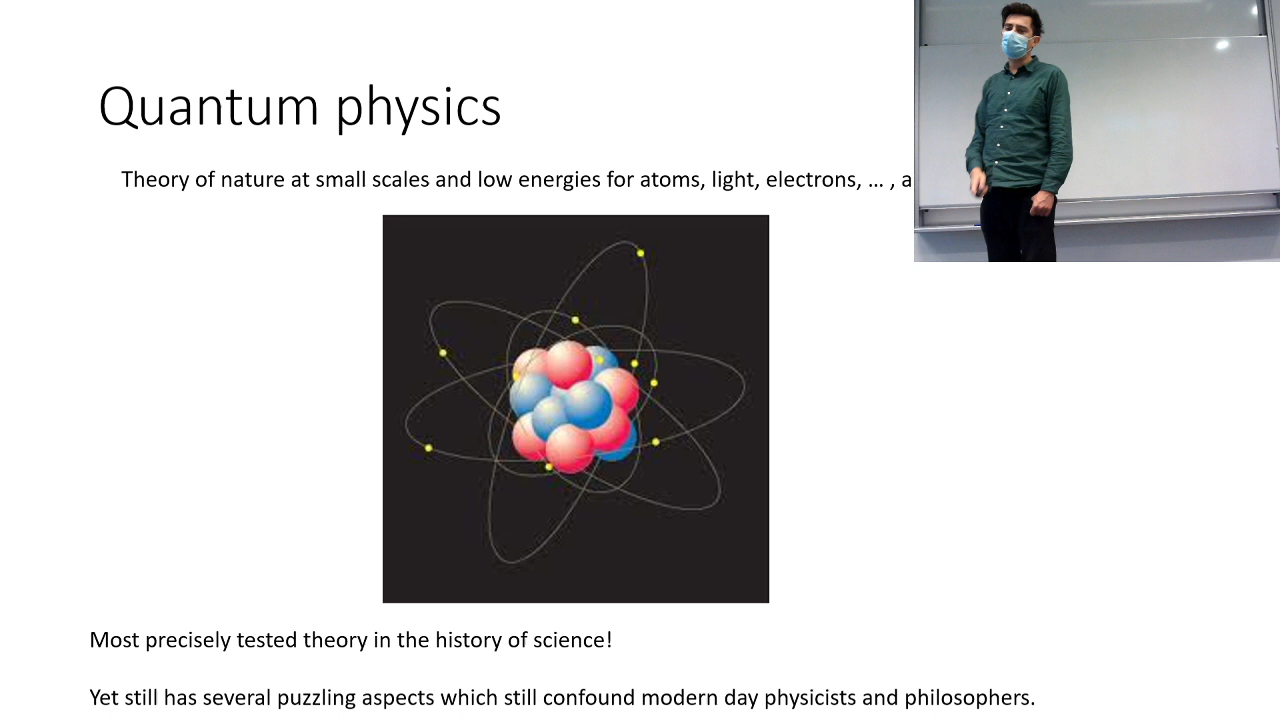 Quantum physics
Theory of nature at small scales and low energies for atoms, light, electrons, … , a
Most precisely tested theory in the history of science!
Yet still has several puzzling aspects which still confound modern day physicists and philosophers.